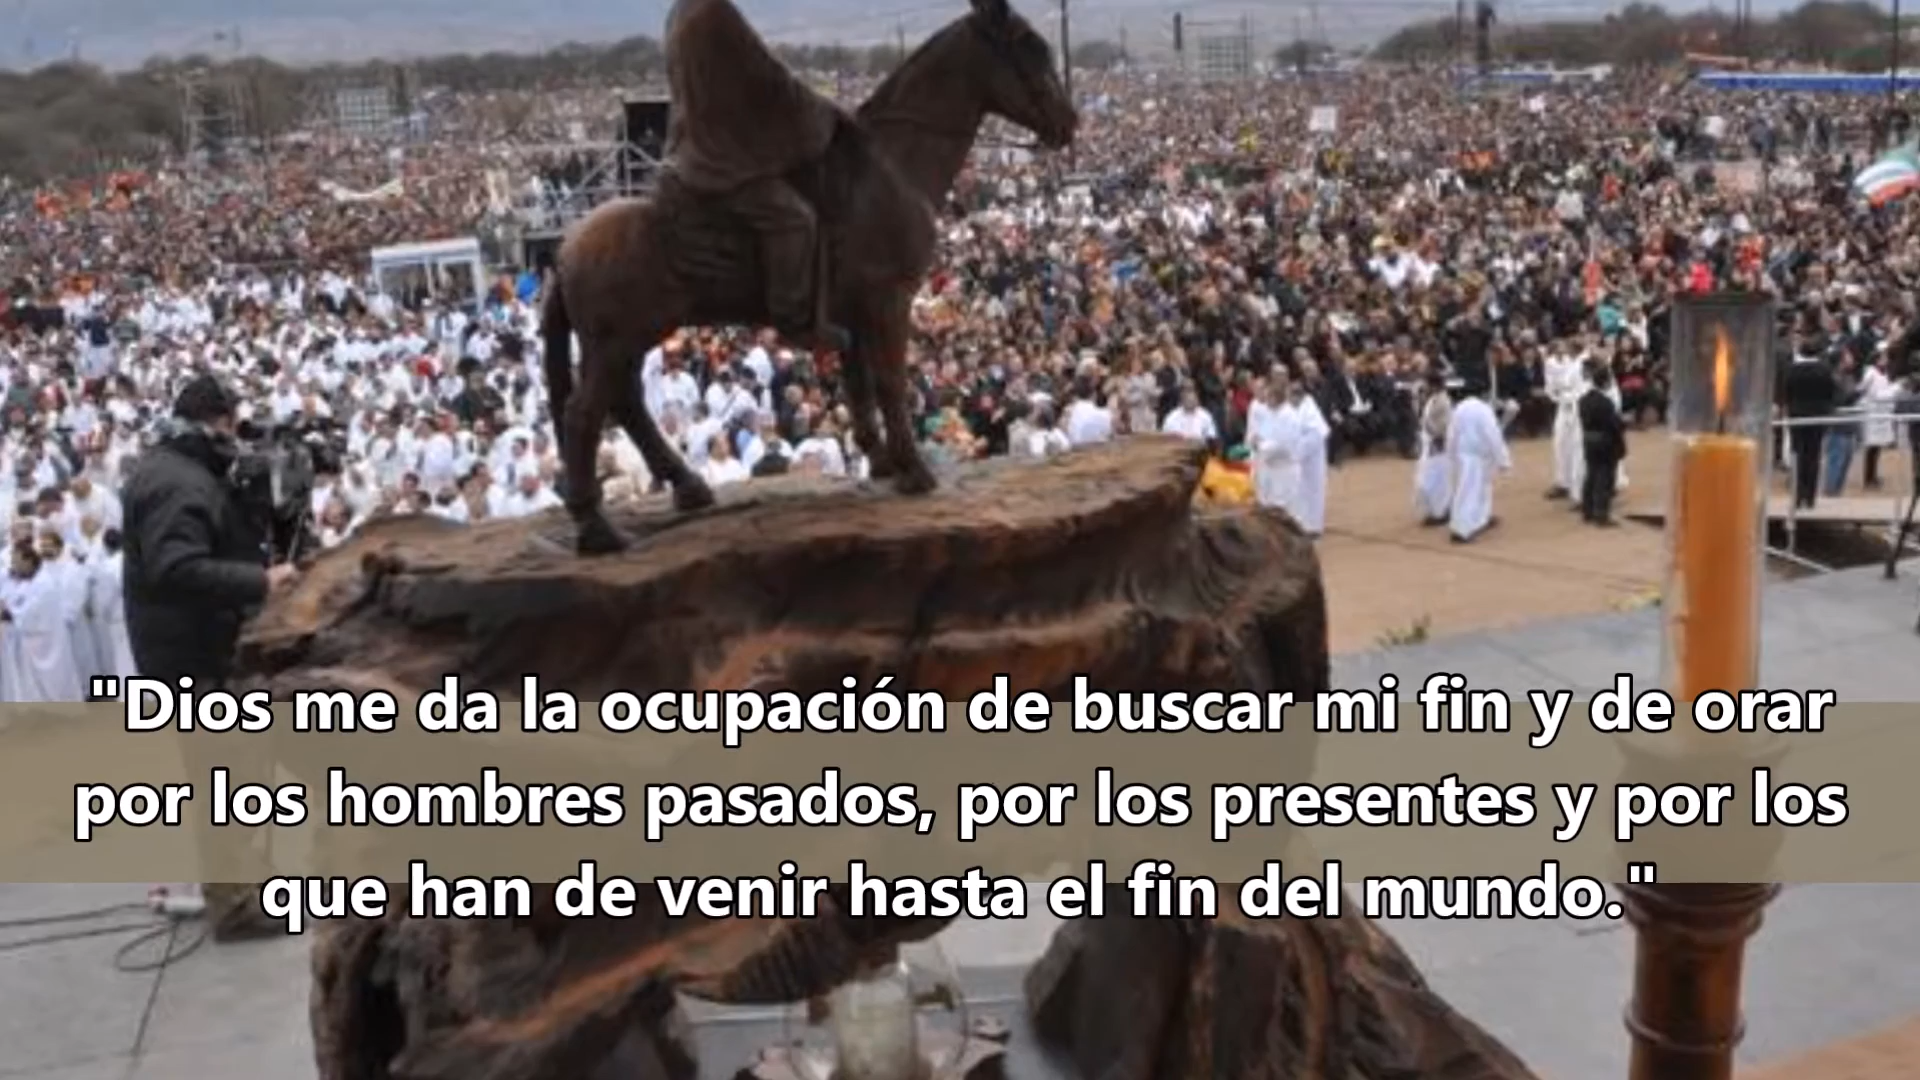 "Dios me da la ocupación de buscar mi fin y de orar
por los hombres pasados, por los presentes y por los
que han de venir hasta el fin del mundo."